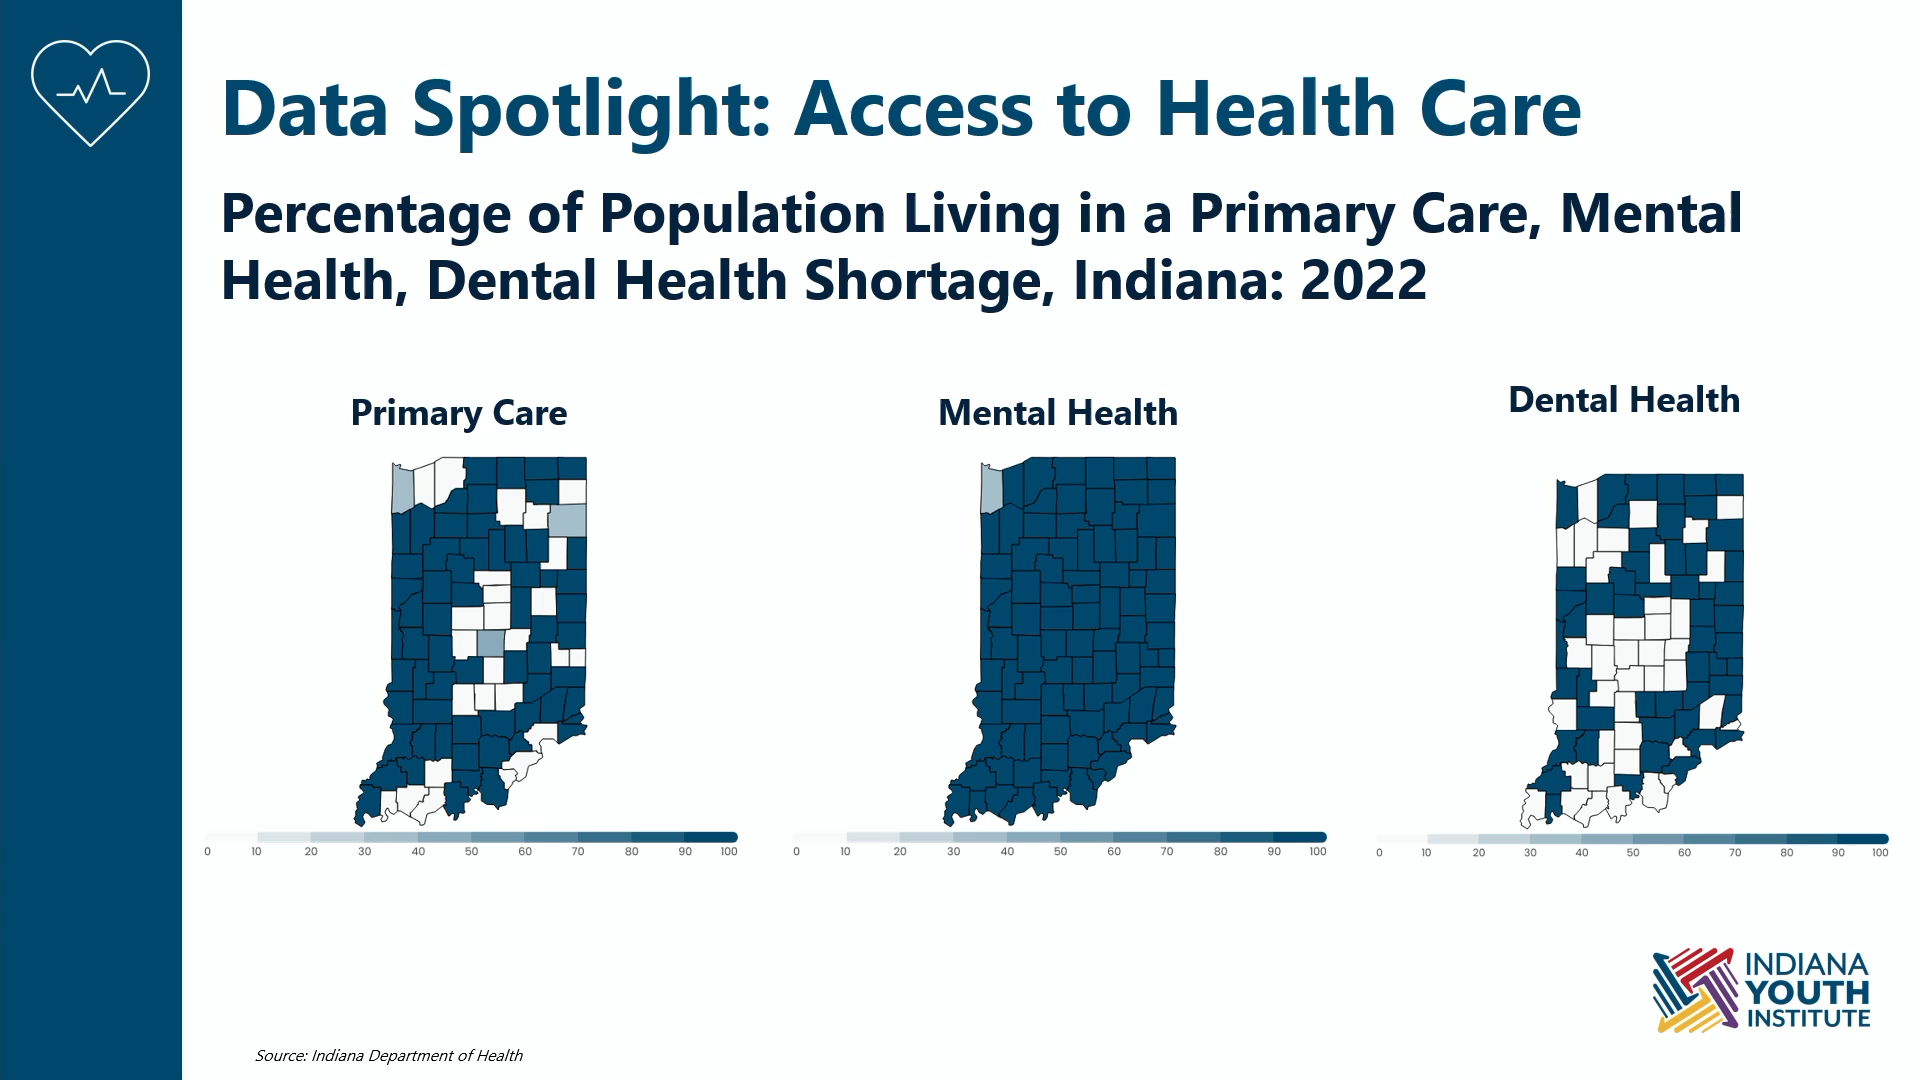 Data Spotlight: Access to Health Care
Percentage of Population Living in a Primary Care, Mental
Health, Dental Health Shortage, Indiana: 2022
Primary Care
Mental Health
Dental Health
0 10 20 30 40 50 60 70 80 90 100
0 10 20 30 40 50 60 70 80 90 100
0 10 20 30 40 50 60 70 80 90 100
INDIANA
YOUTH
INSTITUTE
Source: Indiana Department of Health